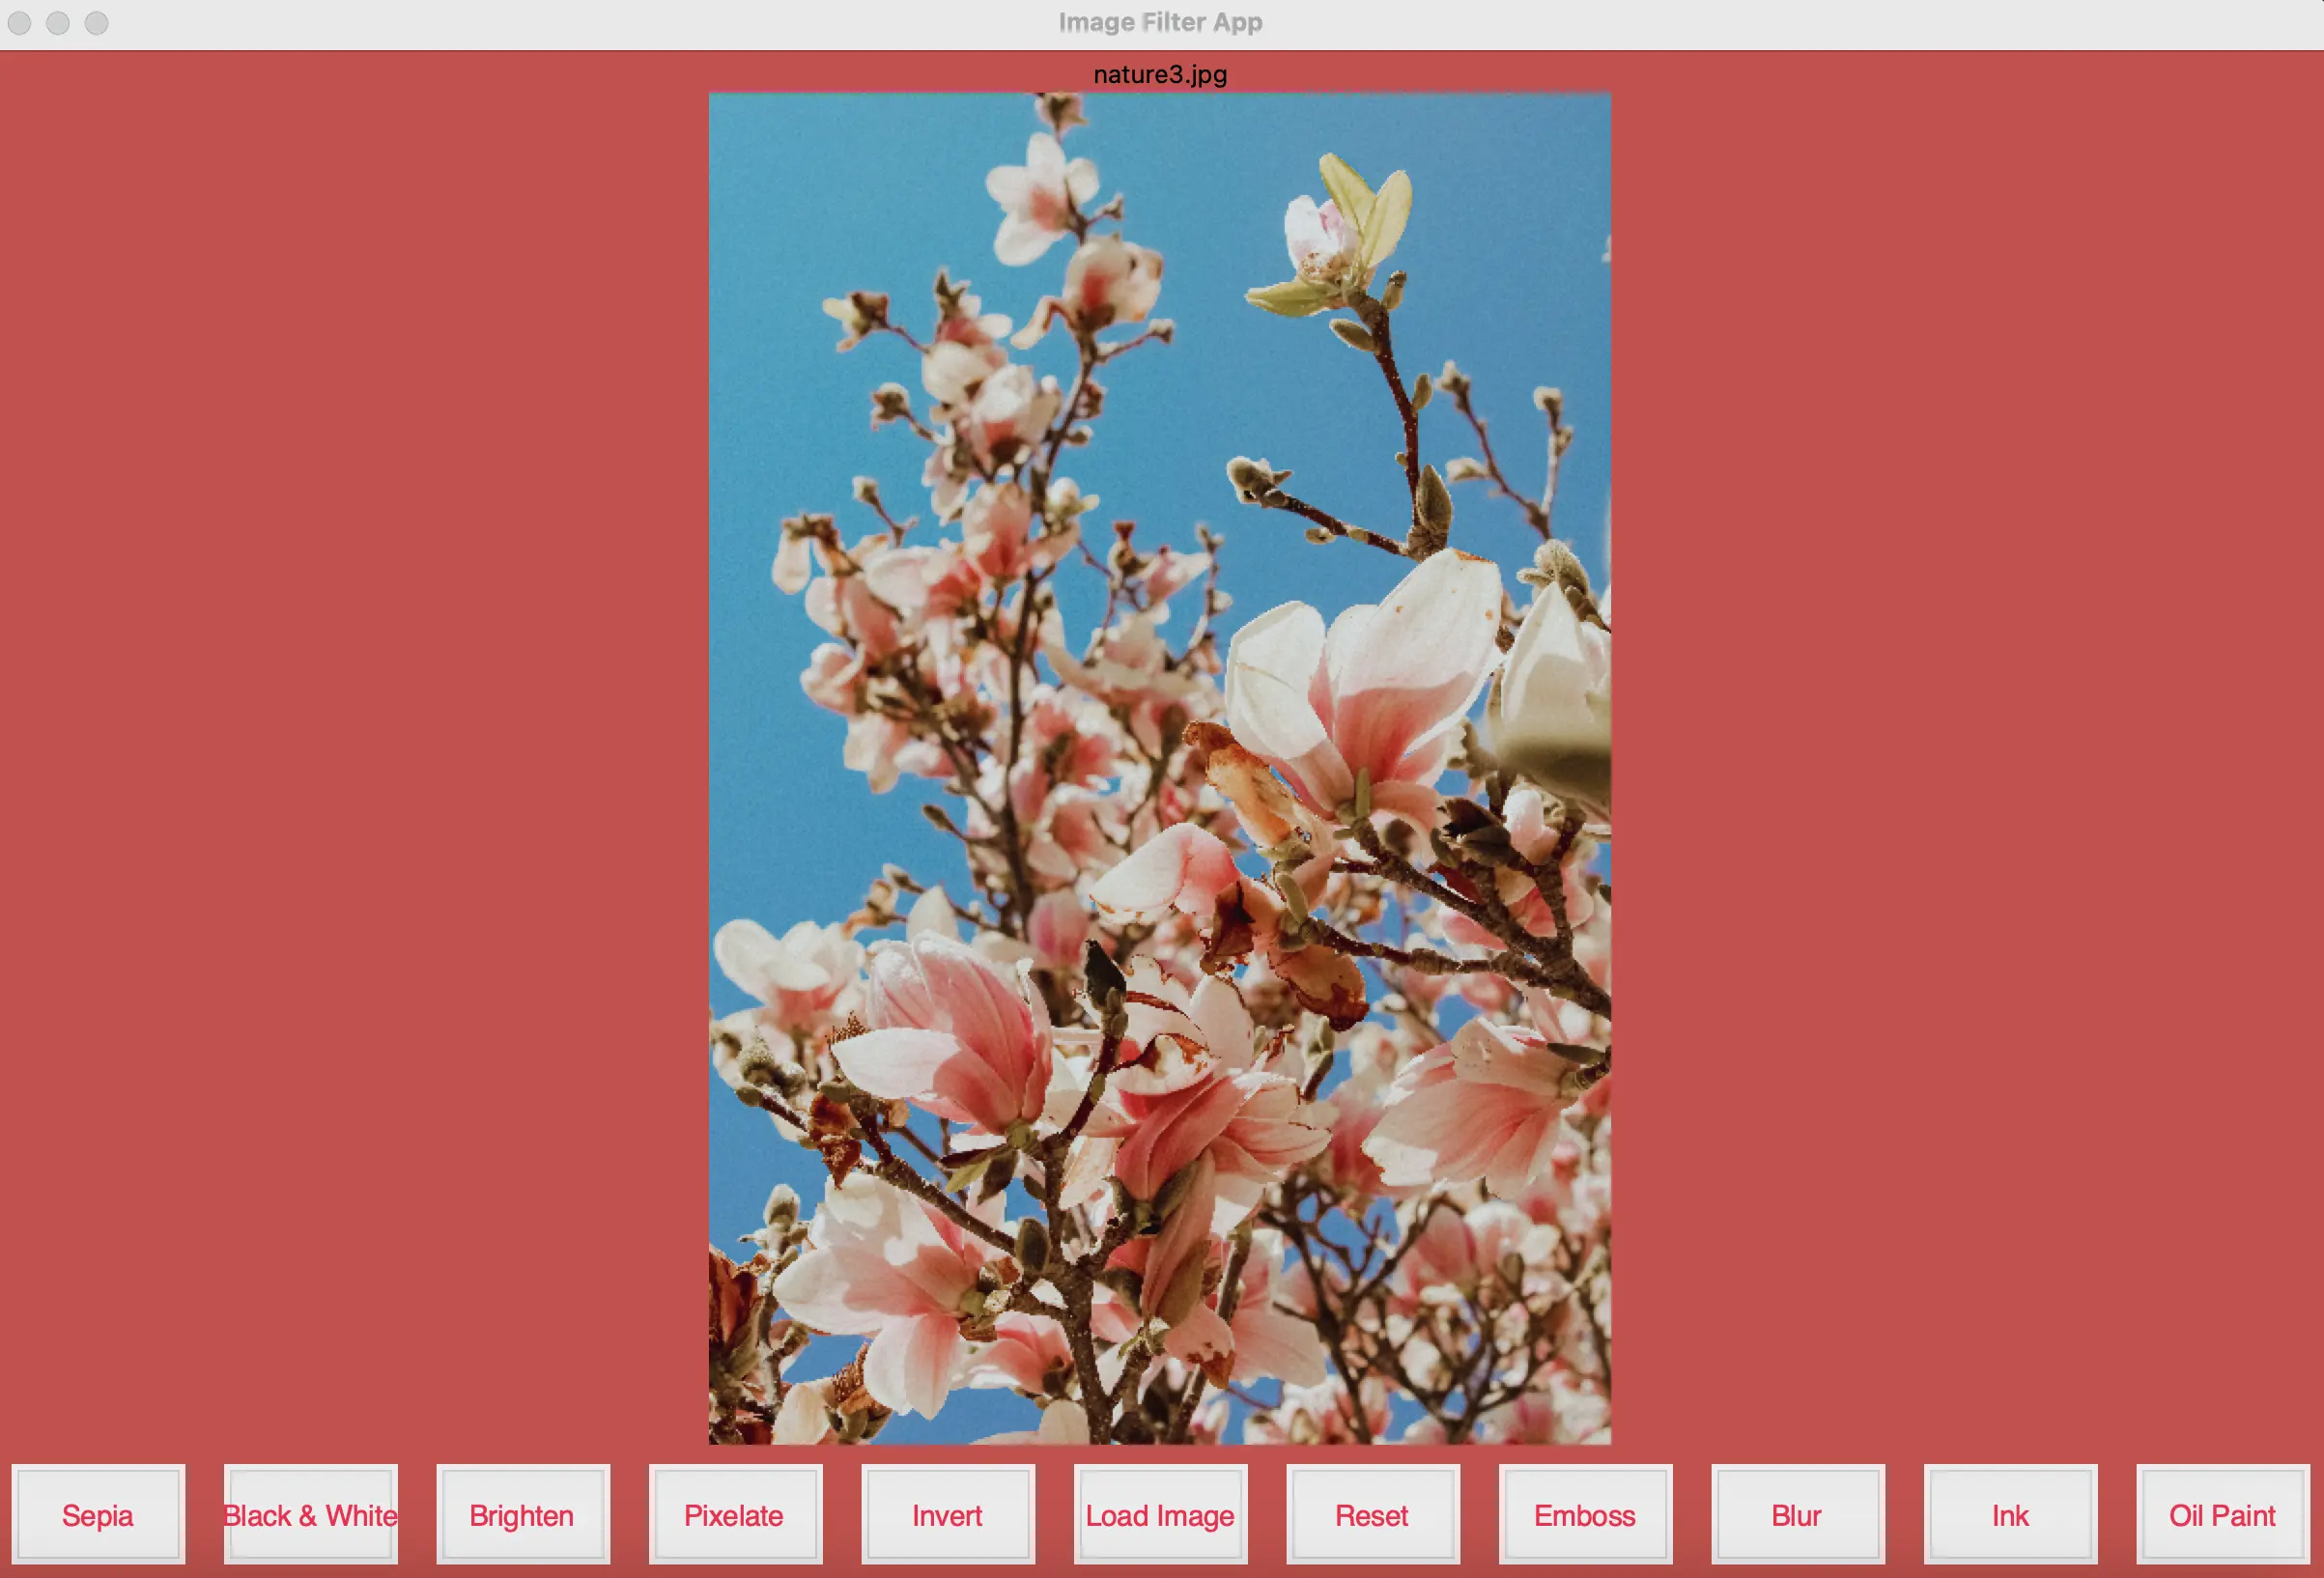 Image Filter App
nature3.jpg
Sepia
Black & White
Brighten
Pixelate
Invert
Load Image
Reset
Emboss
Blur
Ink
Oil Paint